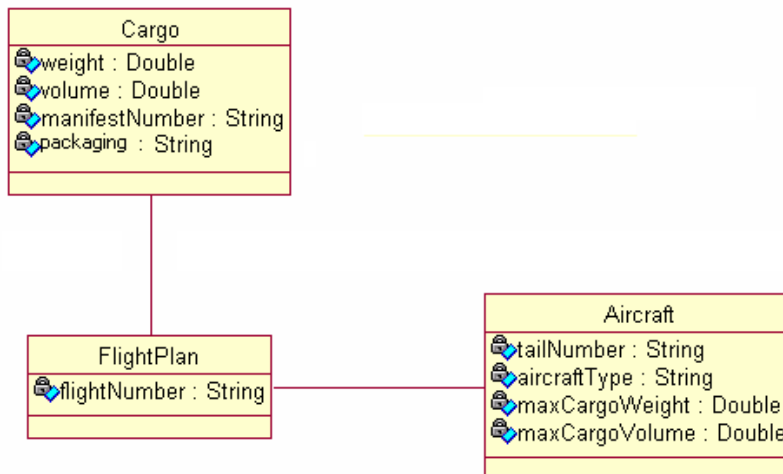 Cargo
weight : Double
volume : Double
manifestNumber : String
packaging : String
FlightPlan
flightNumber : String
Aircraft
tailNumber : String
aircraftType : String
maxCargoWeight : Double
maxCargoVolume : Double